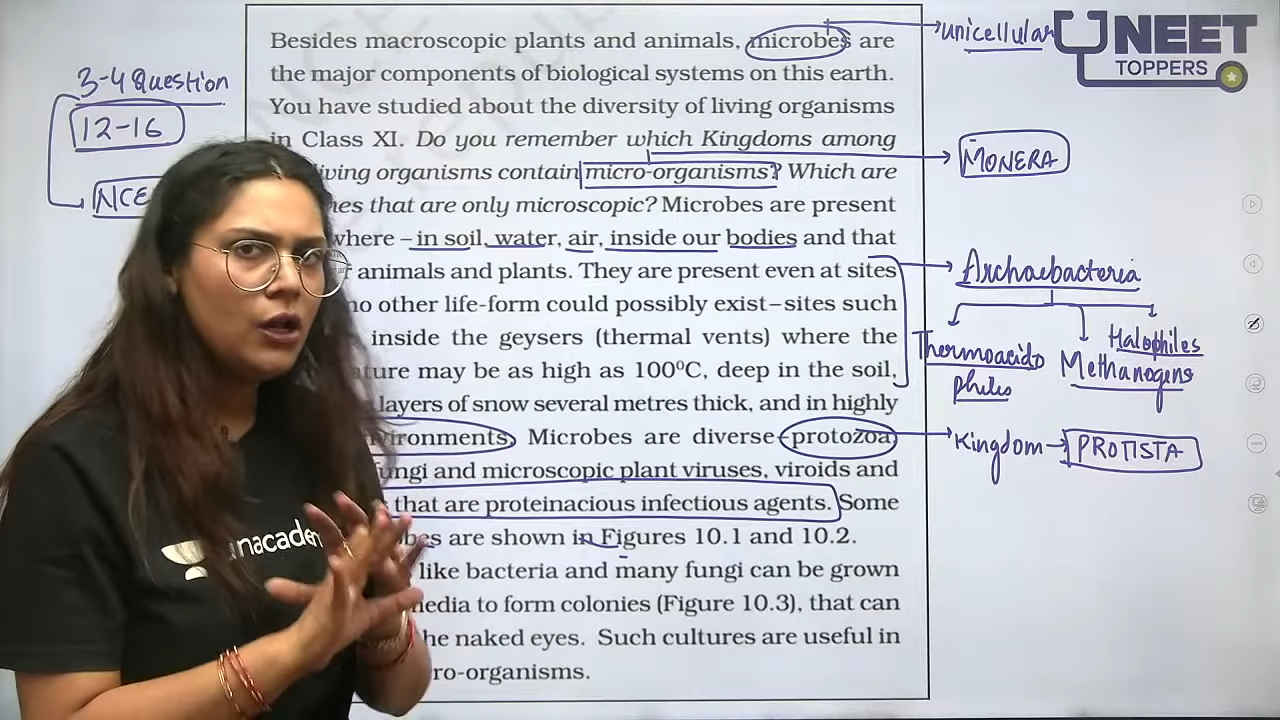 Besides macroscopic plants and animals, microbes are
the major components of biological systems on this earth.
You have studied about the diversity of living organisms
in Class XI. Do you remember which Kingdoms among
living organisms contain micro-organisms? Which are
that are only microscopic? Microbes are present
where – in soil, water, air, inside our bodies and that
animals and plants. They are present even at sites
no other life-form could possibly exist–sites such
inside the geysers (thermal vents) where the
may be as high as 100⁰C, deep in the soil,
layers of snow several metres thick, and in highly
Microbes are diverse–protozoa,
fungi and microscopic plant viruses, viroids and
that are proteinacious infectious agents. Some
are shown in Figures 10.1 and 10.2.
like bacteria and many fungi can be grown
media to form colonies (Figure 10.3), that can
the naked eyes. Such cultures are useful in
ro-organisms.
3-4 Question
12-16
NCE
unicellular
MONERA
Archaebacteria
Thermoacido
philes
Methanogens
Halophiles
Kingdom → PROTISTA
UNEET
TOPPERS
unacade